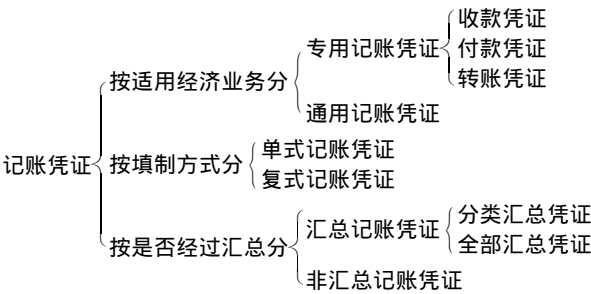 记账凭证
按适用经济业务分
专用记账凭证
收款凭证
付款凭证
转账凭证
通用记账凭证
按填制方式分
单式记账凭证
复式记账凭证
按是否经过汇总分
汇总记账凭证
分类汇总凭证
全部汇总凭证
非汇总记账凭证